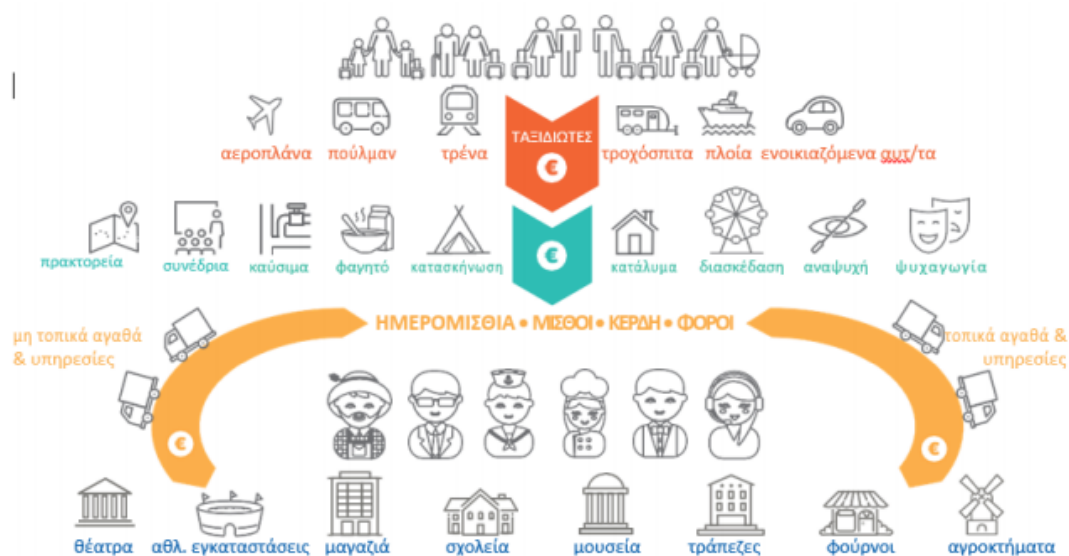 ΤΑΞΙΔΙΩΤΕΣ
€
αεροπλάνα πούλμαν τρένα τροχόσπιτα πλοία ενοικιαζόμενα αυτ/τα
€
πρακτορεία συνέδρια καύσιμα φαγητό κατασκήνωση κατάλυμα διασκέδαση αναψυχή ψυχαγωγία
ΗΜΕΡΟΜΙΣΘΙΑ • ΜΙΣΘΟΙ • ΚΕΡΔΗ • ΦΟΡΟΙ
μη τοπικά αγαθά
& υπηρεσίες
τοπικά αγαθά &
υπηρεσίες
€
€
θέατρα αθλ. εγκαταστάσεις μαγαζιά σχολεία μουσεία τράπεζες φούρνοι αγροκτήματα